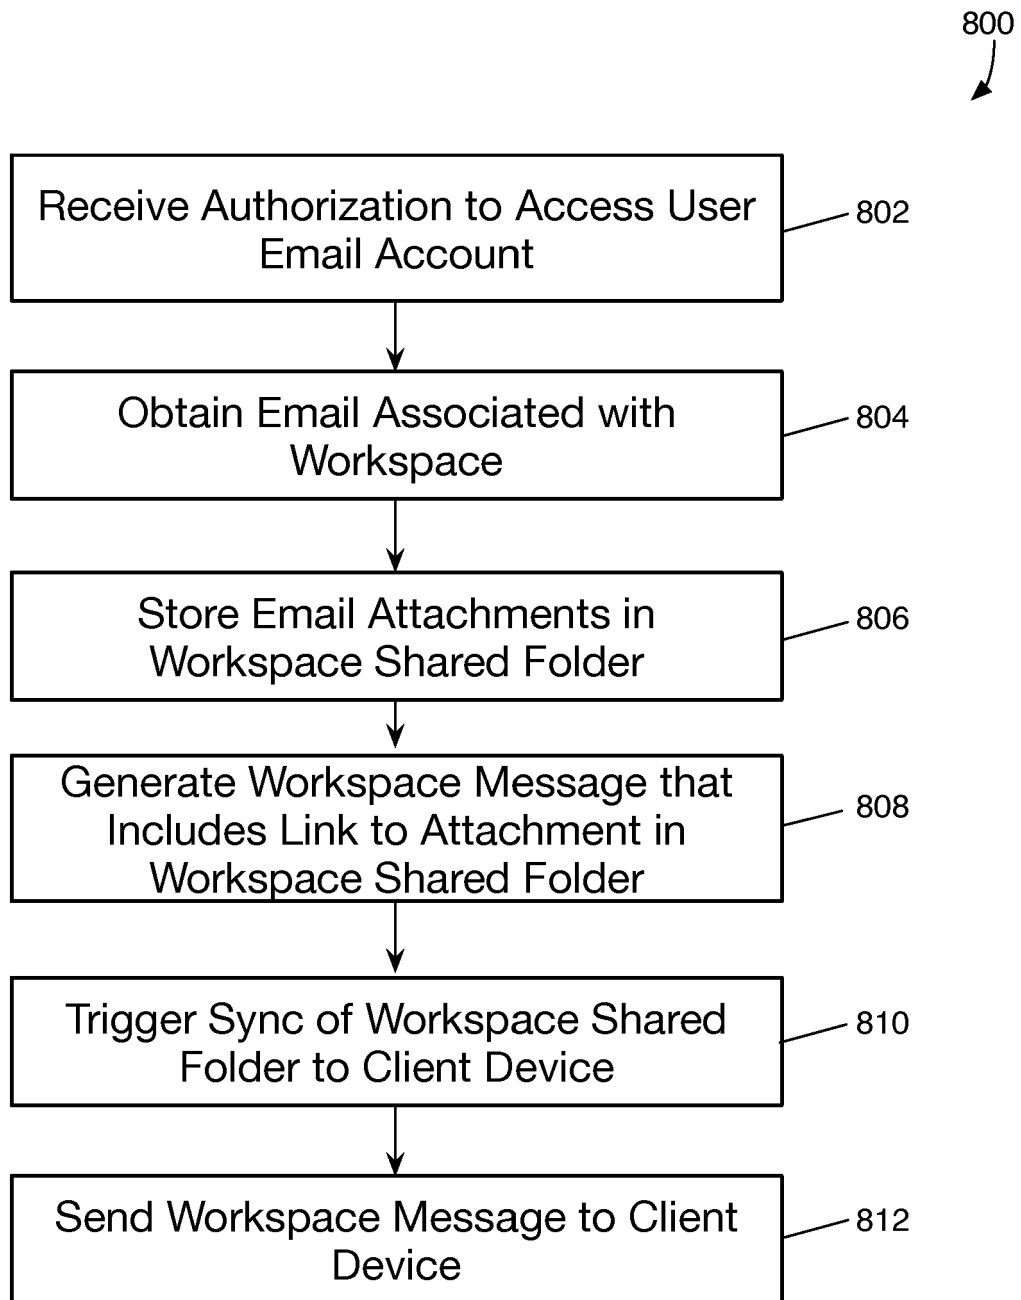 800
Receive Authorization to Access User
Email Account
802
Obtain Email Associated with
Workspace
804
Store Email Attachments in
Workspace Shared Folder
806
Generate Workspace Message that
Includes Link to Attachment in
Workspace Shared Folder
808
Trigger Sync of Workspace Shared
Folder to Client Device
810
Send Workspace Message to Client
Device
812